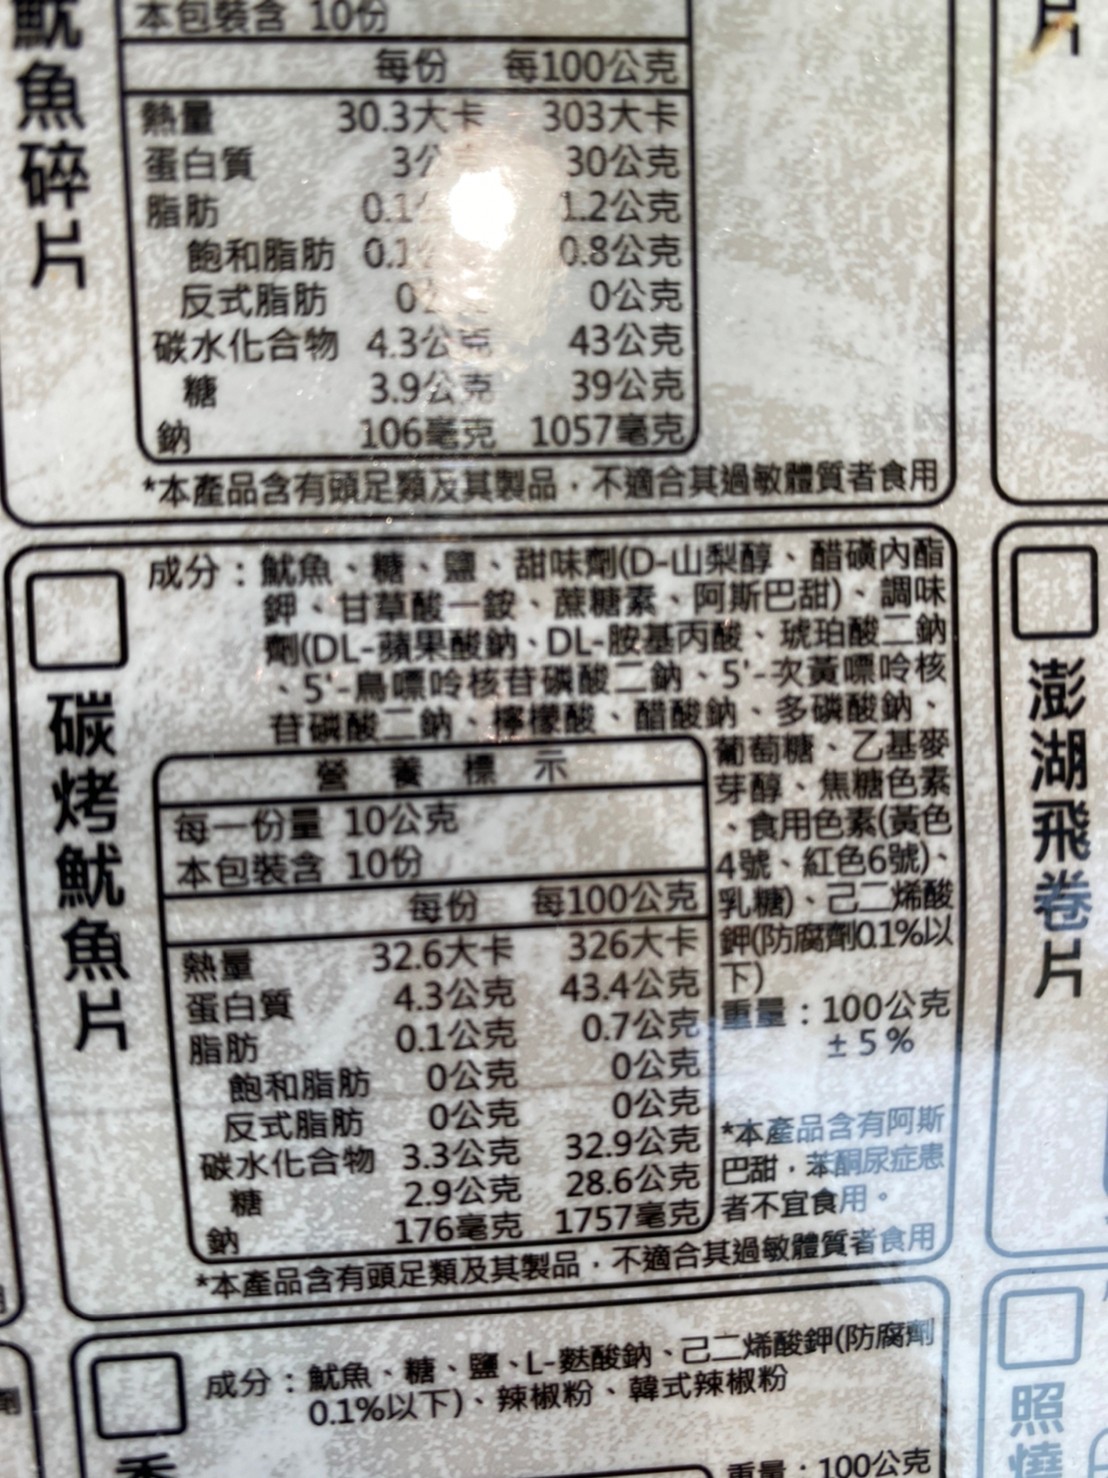 魷魚碎片
本包裝含 10份
每份 每100公克
熱量 30.3大卡 303大卡
蛋白質 3公 30公克
脂肪 0.1 1.2公克
飽和脂肪 0.1 0.8公克
反式脂肪 0 0公克
碳水化合物 4.3公克 43公克
糖 3.9公克 39公克
鈉 106毫克 1057毫克
*本產品含有頭足類及其製品，不適合其過敏體質者食用
片
碳烤魷魚片
成分：魷魚、糖、鹽、甜味劑(D-山梨醇、醋磺內酯
鉀、甘草酸一銨、蔗糖素、阿斯巴甜)、調味
劑(DL-蘋果酸鈉、DL-胺基丙酸、琥珀酸二鈉
、5'-鳥嘌呤核苷磷酸二鈉、5'-次黃嘌呤核
苷磷酸二鈉、檸檬酸、醋酸鈉、多磷酸鈉、
葡萄糖、乙基麥
芽醇、焦糖色素
、食用色素(黃色
4號、紅色6號)、
乳糖)、己二烯酸
鉀(防腐劑0.1%以
下)
重量：100公克
±5%
*本產品含有阿斯
巴甜，苯酮尿症患
者不宜食用。
營養標示
每一份量 10公克
本包裝含 10份
每份 每100公克
熱量 32.6大卡 326大卡
蛋白質 4.3公克 43.4公克
脂肪 0.1公克 0.7公克
飽和脂肪 0公克 0公克
反式脂肪 0公克 0公克
碳水化合物 3.3公克 32.9公克
糖 2.9公克 28.6公克
鈉 176毫克 1757毫克
*本產品含有頭足類及其製品，不適合其過敏體質者食用
澎湖飛卷片
成分：魷魚、糖、鹽、L-麩酸鈉、己二烯酸鉀(防腐劑
0.1%以下)、辣椒粉、韓式辣椒粉
重量：100公克
香
照燒